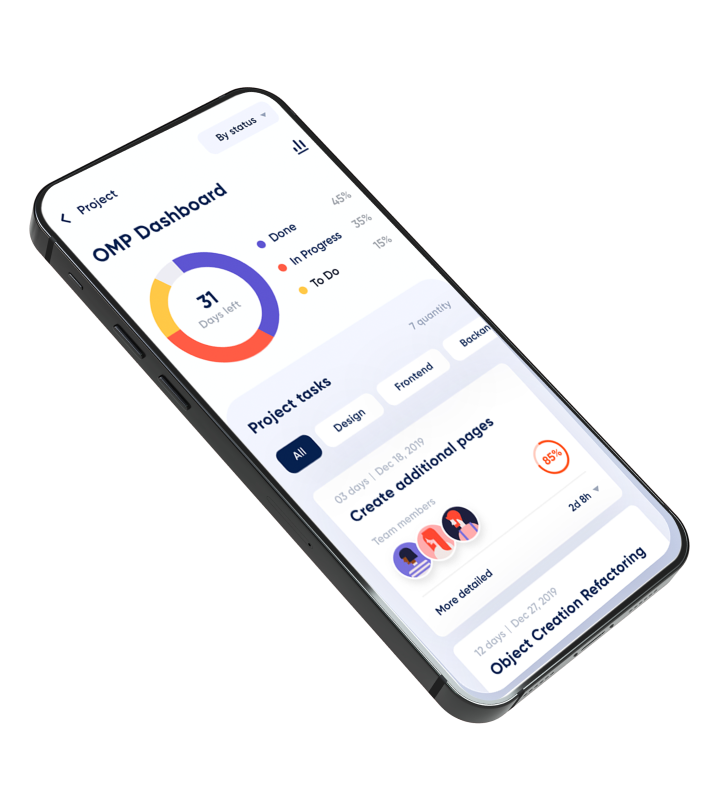 By status
Project
OMP Dashboard
31
Days left
Done 45%
In Progress 35%
To Do 15%
Project tasks 7 quantity
All Design Frontend
03 days | Dec 18, 2019
Create additional pages
85%
Team members
More detailed 2d 8h
12 days | Dec 27, 2019
Object Creation Refactoring